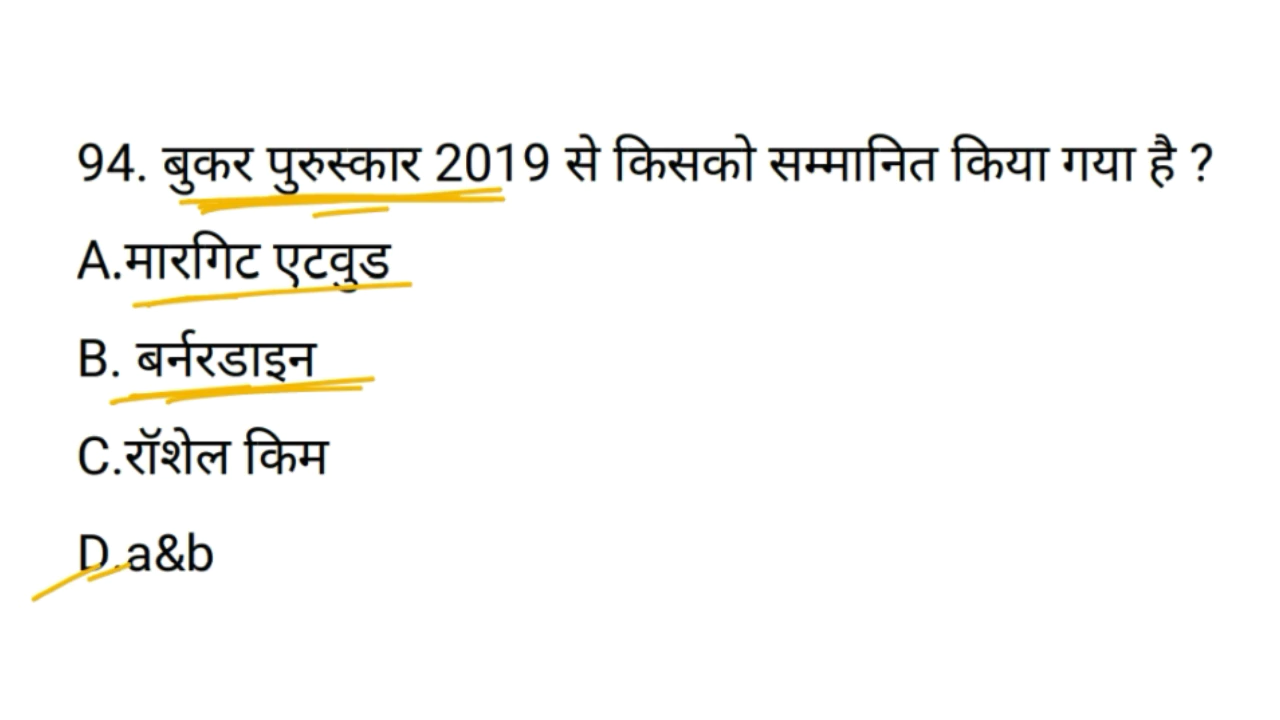 94. बुकर पुरुस्कार 2019 से किसको सम्मानित किया गया है ?
A.मारगिट एटवुड
B. बर्नरडाइन
C.रॉशेल किम
D.a&b